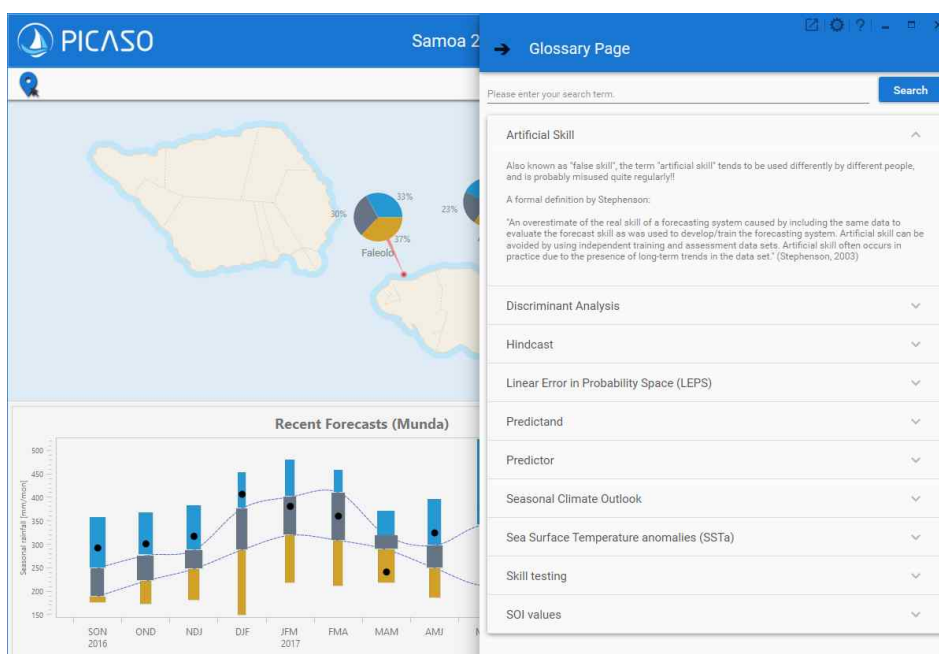 PICASO
Samoa 2
Glossary Page
Please enter your search term.
Search
Artificial Skill
Also known as "false skill", the term "artificial skill" tends to be used differently by different people,
and is probably misused quite regularly!!
A formal definition by Stephenson:
"An overestimate of the real skill of a forecasting system caused by including the same data to
evaluate the forecast skill as was used to develop/train the forecasting system. Artificial skill can be
avoided by using independent training and assessment data sets. Artificial skill often occurs in
practice due to the presence of long-term trends in the data set." (Stephenson, 2003)
Discriminant Analysis
Hindcast
Linear Error in Probability Space (LEPS)
Predictand
Predictor
Seasonal Climate Outlook
Sea Surface Temperature anomalies (SSTa)
Skill testing
SOI values
33%
30%
37%
Faleolo
23%
Recent Forecasts (Munda)
Seasonal rainfall [mm/mon]
500
450
400
350
300
250
200
150
SON OND NDJ DJF JFM FMA MAM AMJ
2016 2017